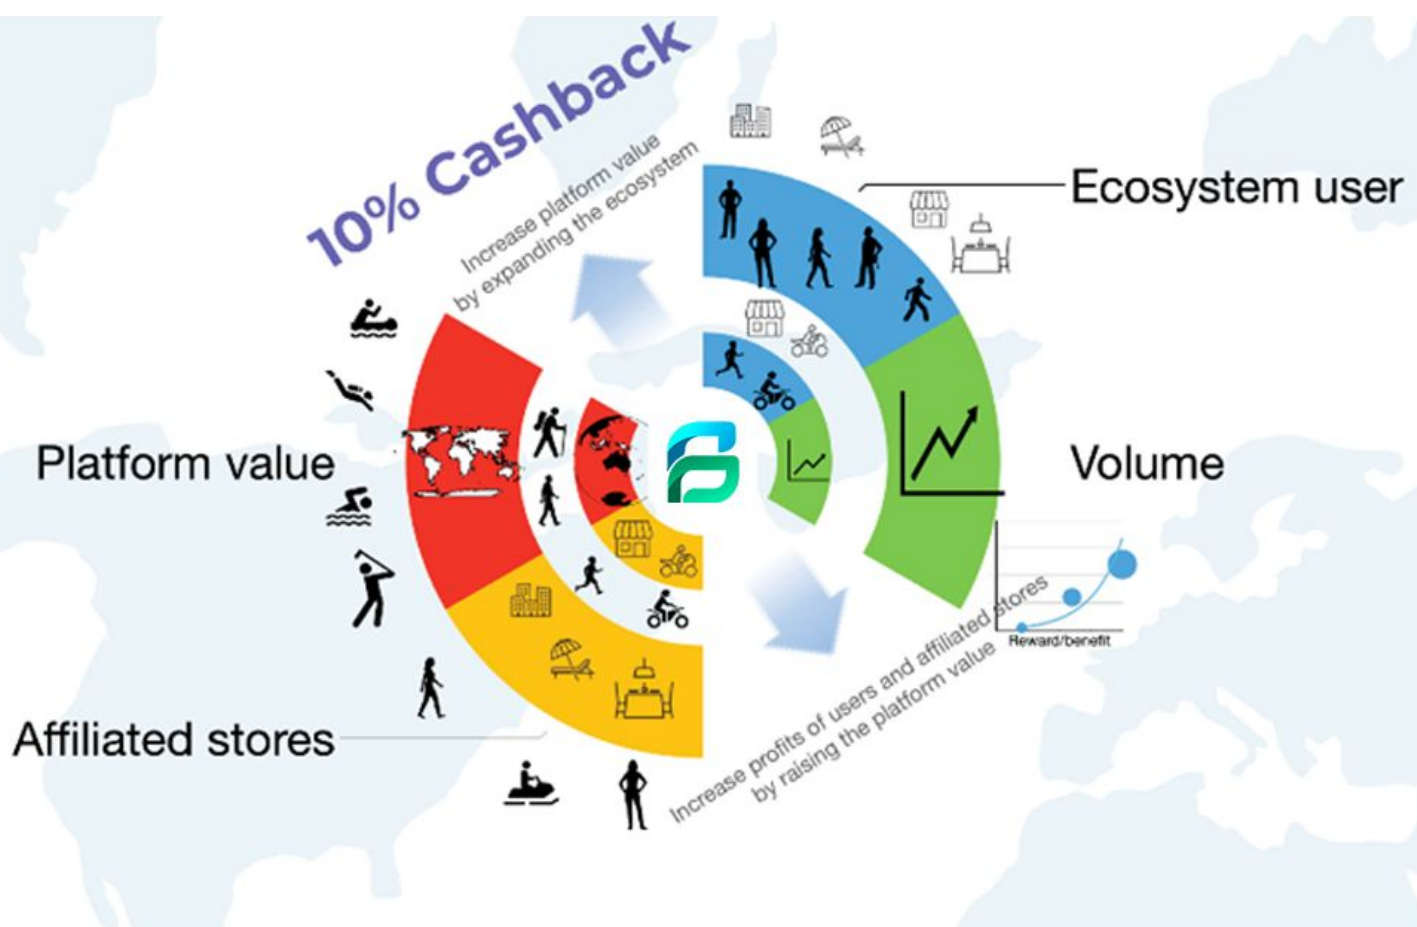 10% Cashback
Increase platform value
by expanding the ecosystem
Ecosystem user
Platform value
Volume
Reward/benefit
Affiliated stores
Increase profits of users and affiliated stores
by raising the platform value